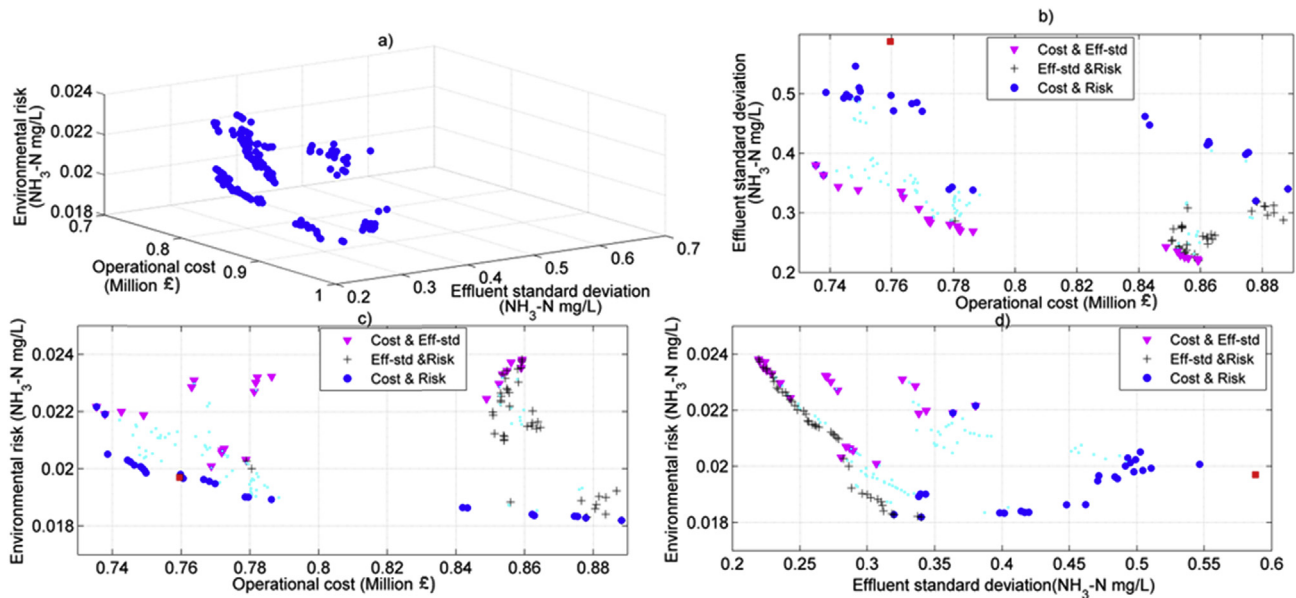 a)
Environmental risk
(NH3-N mg/L)
0.024
0.022
0.02
0.018
0.7
0.8
0.9
1
Operational cost
(Million £)
0.2
0.3
0.4
0.5
0.6
0.7
Effluent standard deviation
(NH3-N mg/L)
b)
Effluent standard deviation
(NH3-N mg/L)
0.5
0.4
0.3
0.2
Cost & Eff-std
Eff-std &Risk
Cost & Risk
0.74 0.76 0.78 0.8 0.82 0.84 0.86 0.88
Operational cost (Million £)
c)
Environmental risk (NH3-N mg/L)
0.024
0.022
0.02
0.018
Cost & Eff-std
Eff-std &Risk
Cost & Risk
0.74 0.76 0.78 0.8 0.82 0.84 0.86 0.88
Operational cost (Million £)
d)
Environmental risk (NH3-N mg/L)
0.024
0.022
0.02
0.018
Cost & Eff-std
Eff-std &Risk
Cost & Risk
0.2 0.25 0.3 0.35 0.4 0.45 0.5 0.55 0.6
Effluent standard deviation(NH3-N mg/L)